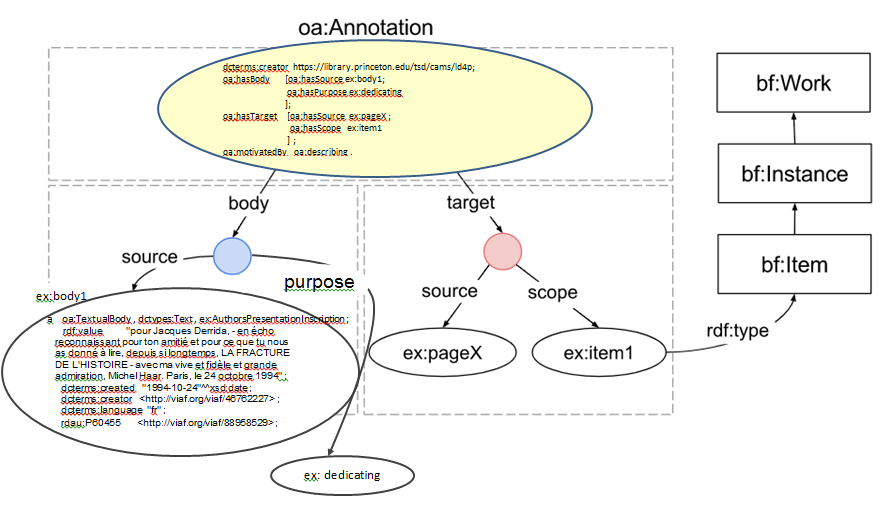 oa:Annotation
dcterms:creator https://library.princeton.edu/tsd/cams/ld4p;
oa:hasBody [oa:hasSource ex:body1;
oa:hasPurpose ex:dedicating
];
oa:hasTarget [oa:hasSource ex:pageX ;
oa:hasScope ex:item1
] ;
oa:motivatedBy. oa:describing .
bf:Work
bf:Instance
bf:Item
body
target
source
purpose
source
scope
rdf:type
ex:body1
a oa:TextualBody , dctypes:Text , ex:AuthorsPresentationInscription ;
rdf:value "pour Jacques Derrida, - en écho
reconnaissant pour ton amitié et pour ce que tu nous
as donné à lire, depuis si longtemps, LA FRACTURE
DE L'HISTOIRE - avec ma vive et fidèle et grande
admiration, Michel Haar. Paris, le 24 octobre 1994" ;
dcterms:created "1994-10-24"^^xsd:date;
dcterms:creator <http://viaf.org/viaf/46762227> ;
dcterms:language "fr" ;
rdau:P60455 <http://viaf.org/viaf/88958529> ;
ex:pageX
ex:item1
ex: dedicating